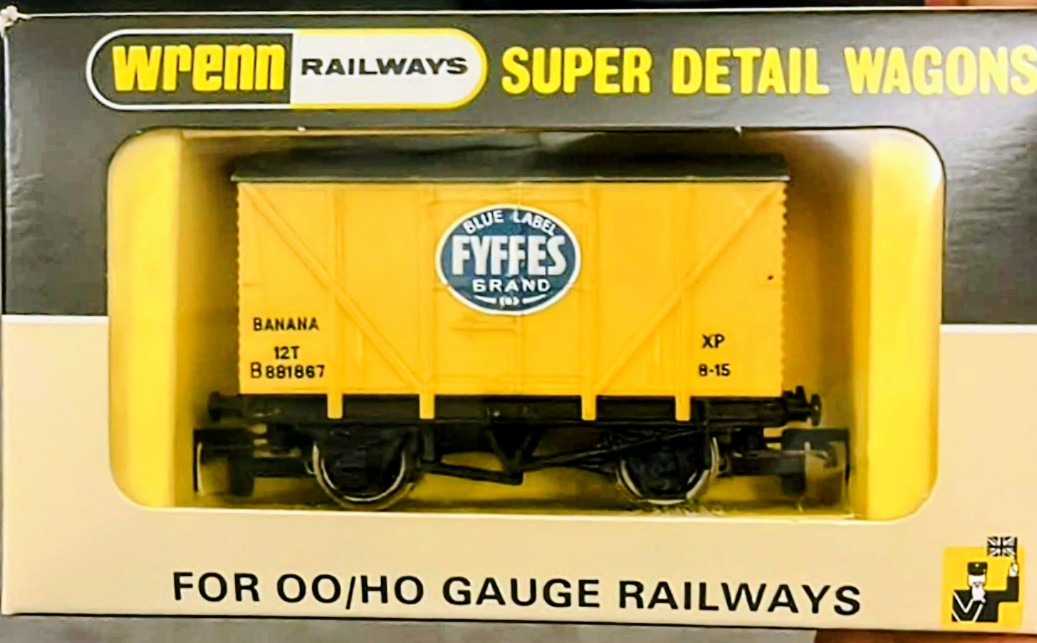 wrenn RAILWAYS SUPER DETAIL WAGONS
BLUE LABEL
FYFFES
BRAND
BANANA
12T
B881867
XP
8-15
FOR OO/HO GAUGE RAILWAYS